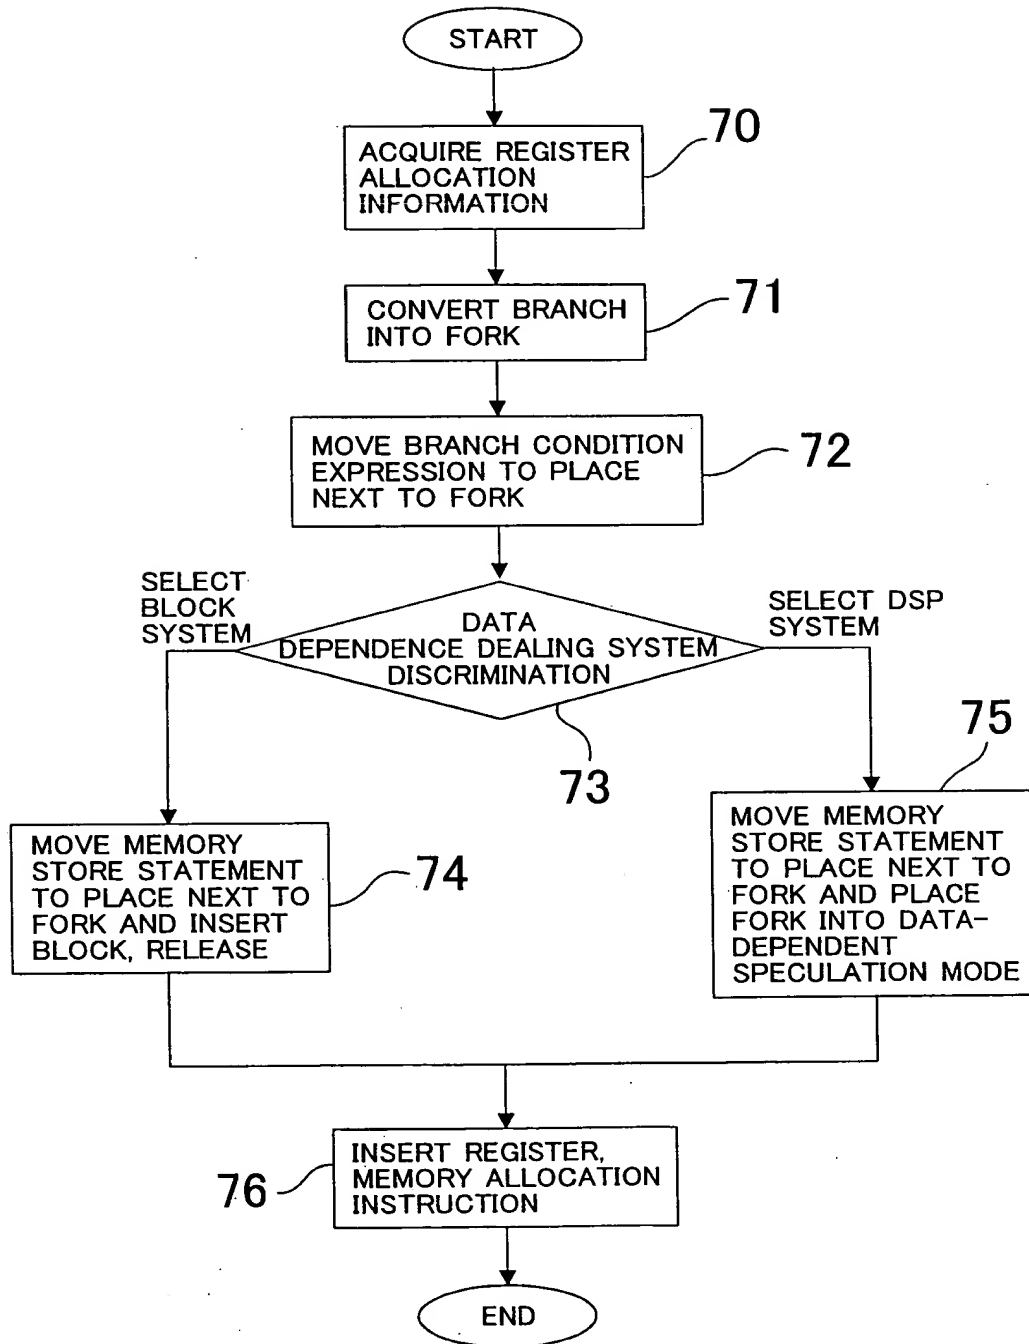 START
70
ACQUIRE REGISTER
ALLOCATION
INFORMATION
71
CONVERT BRANCH
INTO FORK
MOVE BRANCH CONDITION
EXPRESSION TO PLACE
NEXT TO FORK
72
SELECT
BLOCK
SYSTEM
DATA
DEPENDENCE DEALING SYSTEM
DISCRIMINATION
SELECT DSP
SYSTEM
73
75
MOVE MEMORY
STORE STATEMENT
TO PLACE NEXT TO
FORK AND INSERT
BLOCK, RELEASE
74
MOVE MEMORY
STORE STATEMENT
TO PLACE NEXT TO
FORK AND PLACE
FORK INTO DATA-
DEPENDENT
SPECULATION MODE
76
INSERT REGISTER,
MEMORY ALLOCATION
INSTRUCTION
END